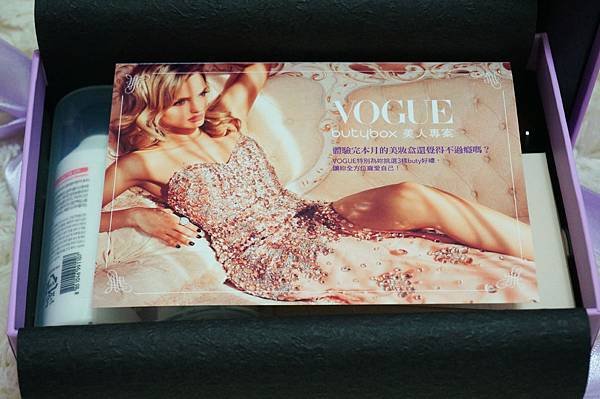 VOGUE
butybox 美人專案
體驗完本月的美妝盒還覺得不過癮嗎？
VOGUE特別為妳挑選3樣buty好禮，
讓妳全方位寵愛自己！